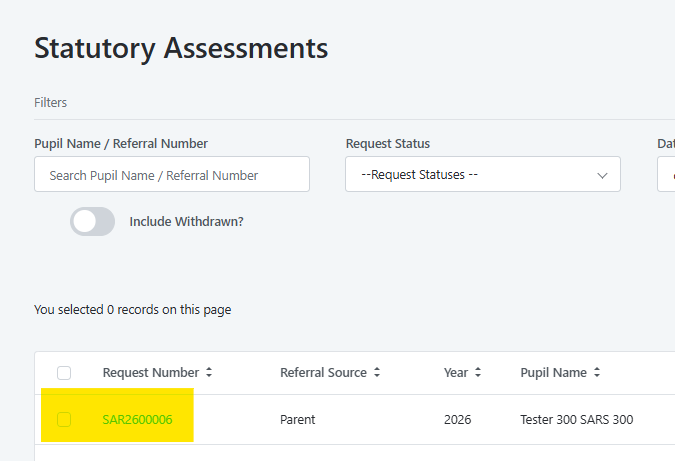 Statutory Assessments
Filters
Pupil Name / Referral Number Request Status
Search Pupil Name / Referral Number --Request Statuses --
Include Withdrawn?
You selected 0 records on this page
Request Number Referral Source Year Pupil Name
SAR2600006 Parent 2026 Tester 300 SARS 300